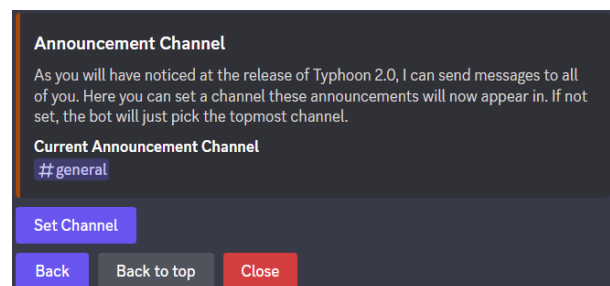 Announcement Channel
As you will have noticed at the release of Typhoon 2.0, I can send messages to all
of you. Here you can set a channel these announcements will now appear in. If not
set, the bot will just pick the topmost channel.
Current Announcement Channel
#general
Set Channel
Back Back to top Close